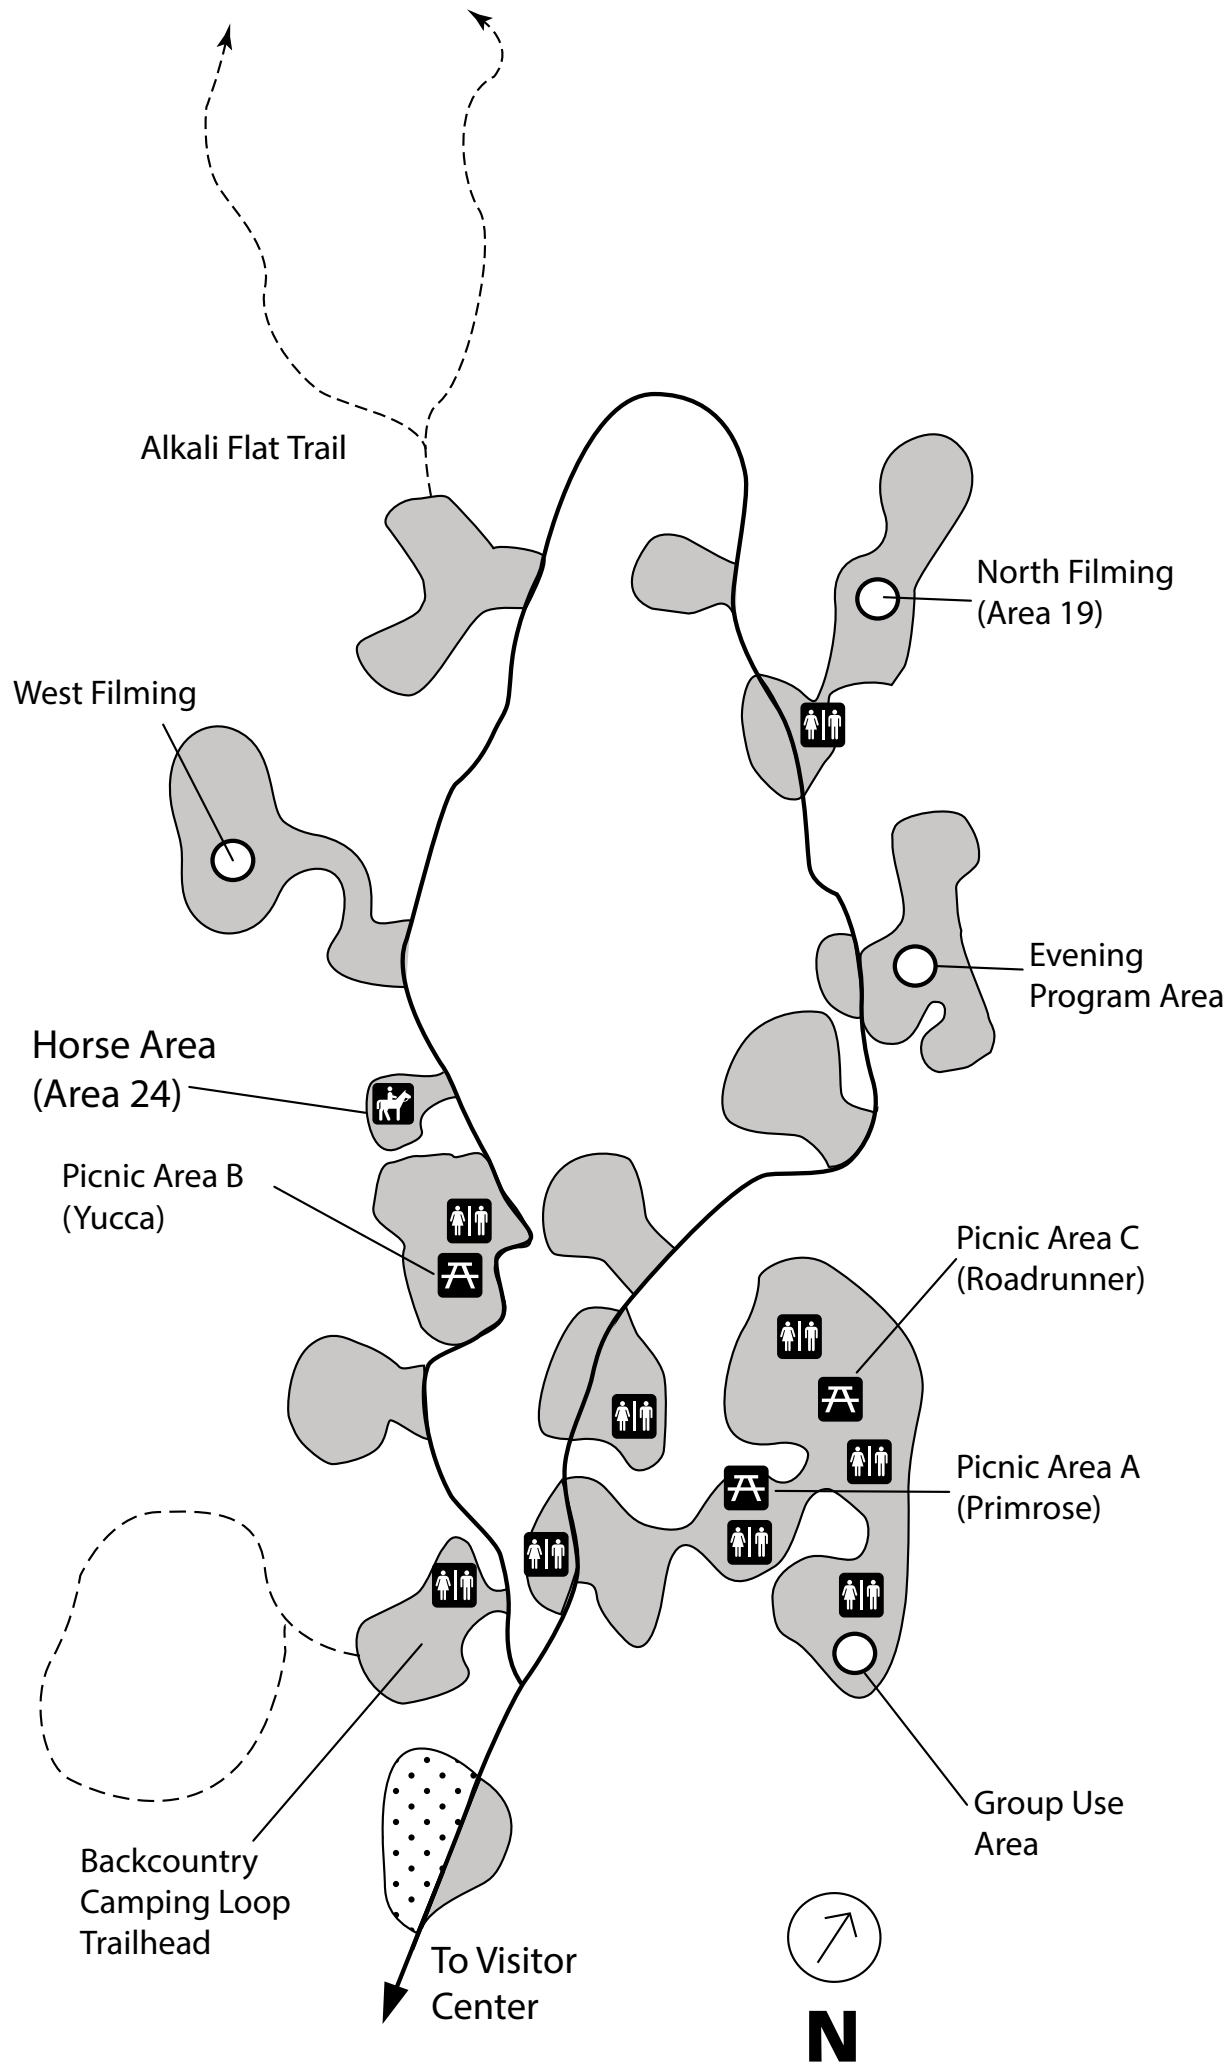 Alkali Flat Trail
North Filming
(Area 19)
West Filming
Evening
Program Area
Horse Area
(Area 24)
Picnic Area B
(Yucca)
Picnic Area C
(Roadrunner)
Picnic Area A
(Primrose)
Group Use
Area
Backcountry
Camping Loop
Trailhead
To Visitor
Center
N